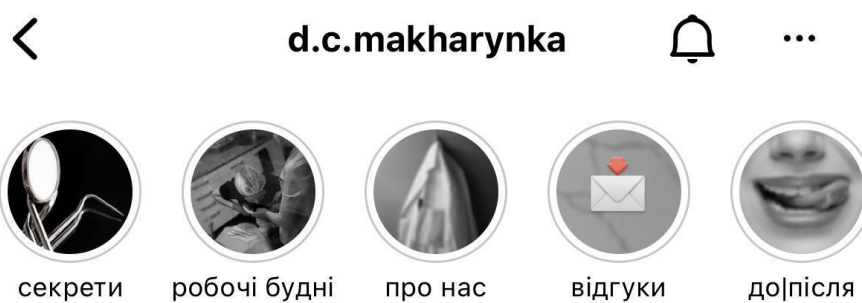 d.c.makharynka
секрети
робочі будні
про нас
відгуки
до|після